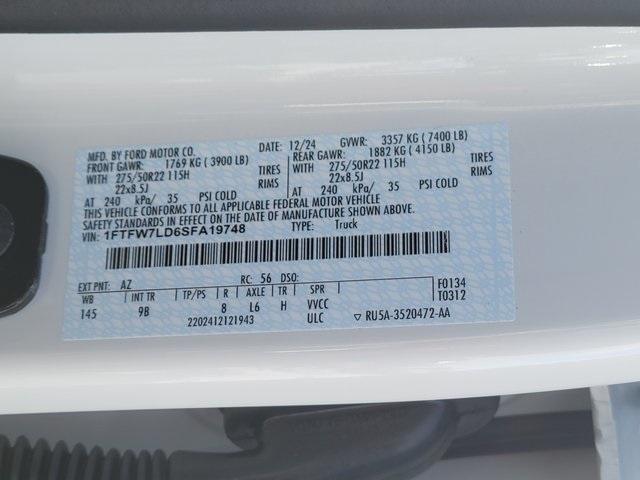 MFD. BY FORD MOTOR CO. DATE: 12/24 GVWR: 3357 KG ( 7400 LB)
FRONT GAWR: 1769 KG ( 3900 LB) REAR GAWR: 1882 KG ( 4150 LB)
WITH 275/50R22 115H TIRES WITH 275/50R22 115H TIRES
22x8.5J RIMS 22x8.5J RIMS
AT 240 kPa/ 35 PSI COLD AT 240 kPa/ 35 PSI COLD
THIS VEHICLE CONFORMS TO ALL APPLICABLE FEDERAL MOTOR VEHICLE
SAFETY STANDARDS IN EFFECT ON THE DATE OF MANUFACTURE SHOWN ABOVE.
VIN: 1FTFW7LD6SFA19748 TYPE: Truck
EXT PNT: AZ RC: 56 DSO: F0134
WB INT TR TP/PS R AXLE TR SPR T0312
145 9B 8 L6 H VVCC
2202412121943 ULC ▽ RU5A-3520472-AA